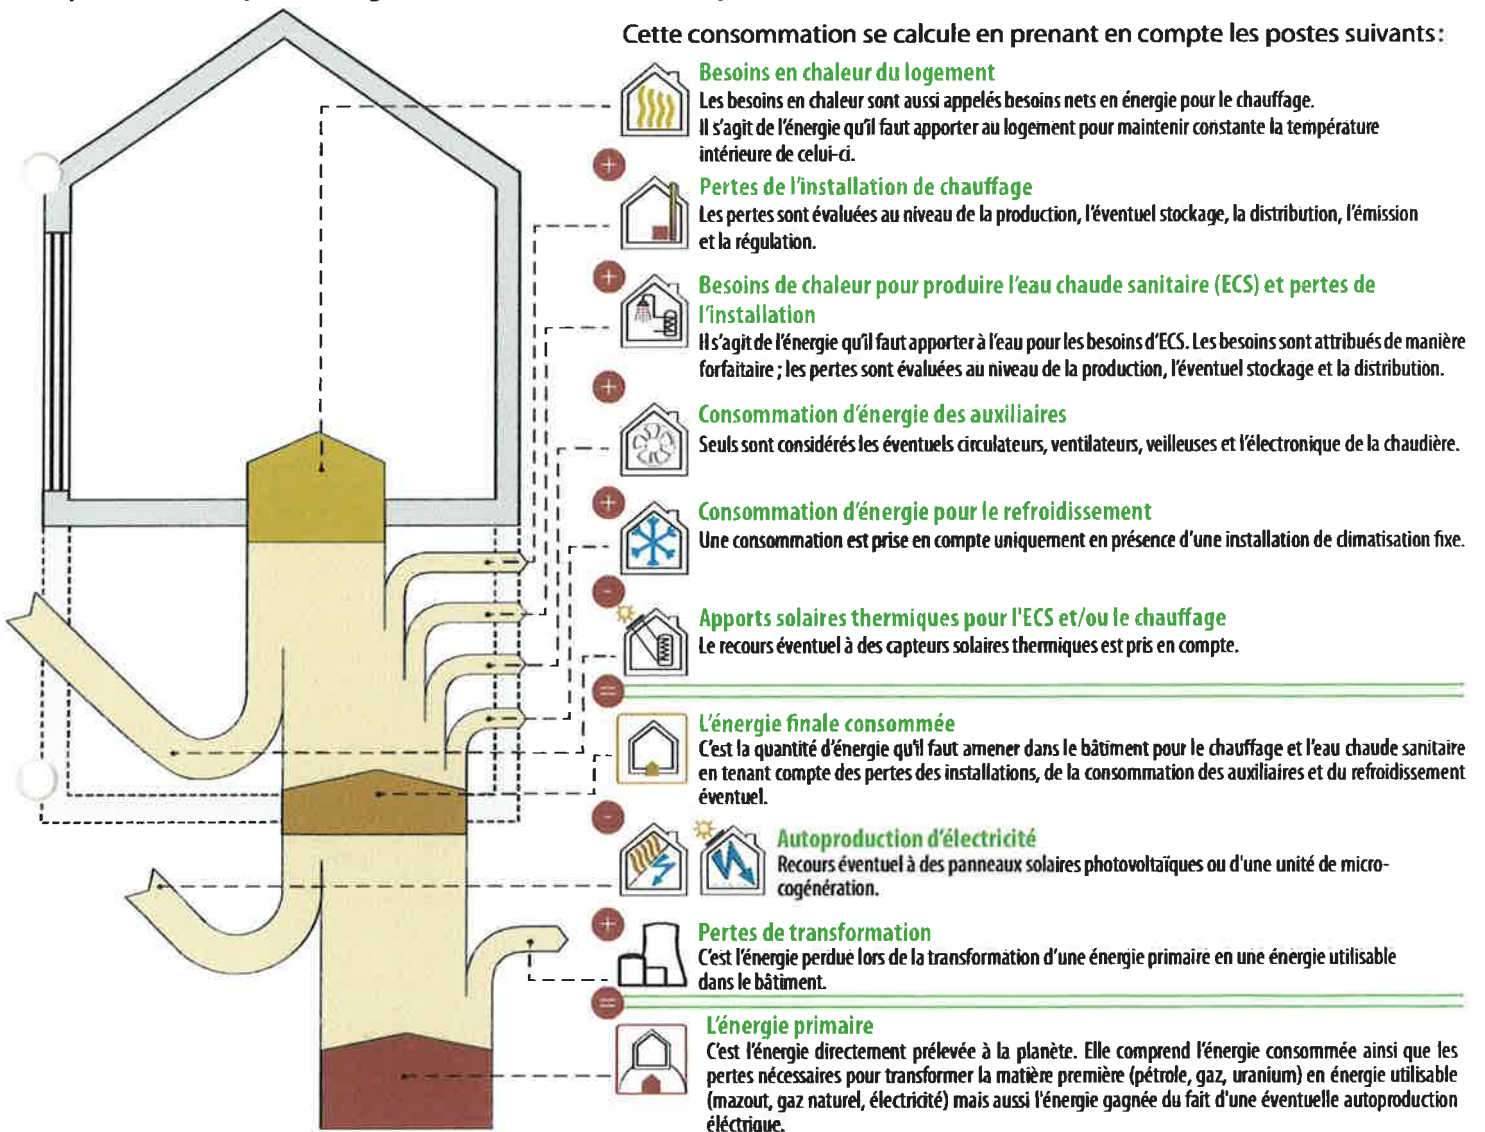 Cette consommation se calcule en prenant en compte les postes suivants:
Besoins en chaleur du logement
Les besoins en chaleur sont aussi appelés besoins nets en énergie pour le chauffage.
Il s'agit de l'énergie qu'il faut apporter au logement pour maintenir constante la température
intérieure de celui-ci.
+
Pertes de l'installation de chauffage
Les pertes sont évaluées au niveau de la production, l'éventuel stockage, la distribution, l'émission
et la régulation.
+
Besoins de chaleur pour produire l'eau chaude sanitaire (ECS) et pertes de
l'installation
Il s'agit de l'énergie qu'il faut apporter à l'eau pour les besoins d'ECS. Les besoins sont attribués de manière
forfaitaire ; les pertes sont évaluées au niveau de la production, l'éventuel stockage et la distribution.
+
Consommation d'énergie des auxiliaires
Seuls sont considérés les éventuels circulateurs, ventilateurs, veilleuses et l'électronique de la chaudière.
+
Consommation d'énergie pour le refroidissement
Une consommation est prise en compte uniquement en présence d'une installation de climatisation fixe.
-
Apports solaires thermiques pour l'ECS et/ou le chauffage
Le recours éventuel à des capteurs solaires thermiques est pris en compte.
=
L'énergie finale consommée
C'est la quantité d'énergie qu'il faut amener dans le bâtiment pour le chauffage et l'eau chaude sanitaire
en tenant compte des pertes des installations, de la consommation des auxiliaires et du refroidissement
éventuel.
-
Autoproduction d'électricité
Recours éventuel à des panneaux solaires photovoltaïques ou d'une unité de micro-
cogénération.
+
Pertes de transformation
C'est l'énergie perdue lors de la transformation d'une énergie primaire en une énergie utilisable
dans le bâtiment.
=
L'énergie primaire
C'est l'énergie directement prélevée à la planète. Elle comprend l'énergie consommée ainsi que les
pertes nécessaires pour transformer la matière première (pétrole, gaz, uranium) en énergie utilisable
(mazout, gaz naturel, électricité) mais aussi l'énergie gagnée du fait d'une éventuelle autoproduction
éléctrique.